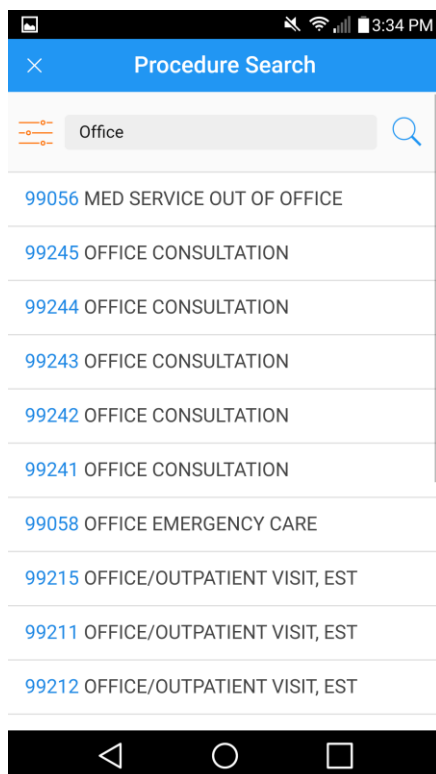 3:34 PM
Procedure Search
Office
99056 MED SERVICE OUT OF OFFICE
99245 OFFICE CONSULTATION
99244 OFFICE CONSULTATION
99243 OFFICE CONSULTATION
99242 OFFICE CONSULTATION
99241 OFFICE CONSULTATION
99058 OFFICE EMERGENCY CARE
99215 OFFICE/OUTPATIENT VISIT, EST
99211 OFFICE/OUTPATIENT VISIT, EST
99212 OFFICE/OUTPATIENT VISIT, EST